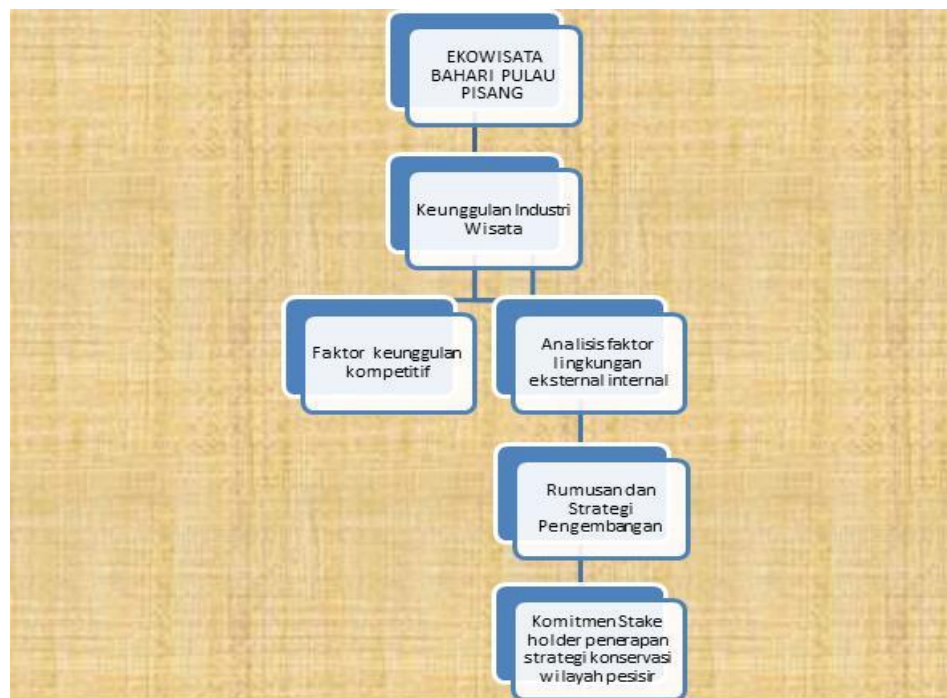 EKOWISATA
BAHARI PULAU
PISANG
Keunggulan Industri
Wisata
Faktor keunggulan
kompetitif
Analisis faktor
lingkungan
eksternal internal
Rumusan dan
Strategi
Pengembangan
Komitmen Stake
holder penerapan
strategi konservasi
wilayah pesisir